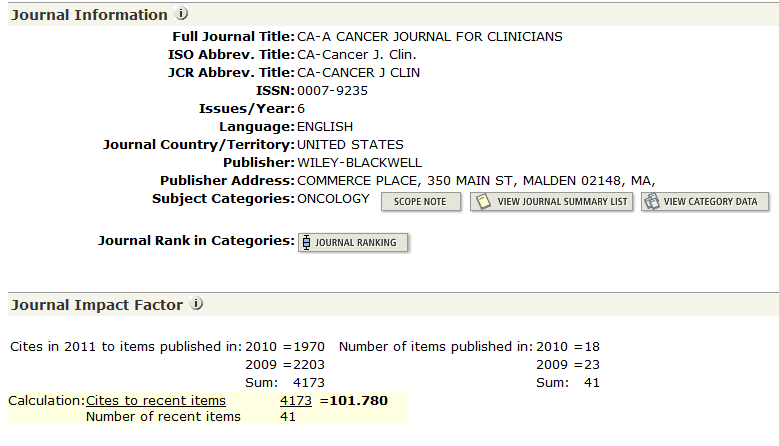 Journal Information
Full Journal Title: CA-A CANCER JOURNAL FOR CLINICIANS
ISO Abbrev. Title: CA-Cancer J. Clin.
JCR Abbrev. Title: CA-CANCER J CLIN
ISSN: 0007-9235
Issues/Year: 6
Language: ENGLISH
Journal Country/Territory: UNITED STATES
Publisher: WILEY-BLACKWELL
Publisher Address: COMMERCE PLACE, 350 MAIN ST, MALDEN 02148, MA,
Subject Categories: ONCOLOGY SCOPE NOTE VIEW JOURNAL SUMMARY LIST VIEW CATEGORY DATA
Journal Rank in Categories: JOURNAL RANKING
Journal Impact Factor
Cites in 2011 to items published in: 2010 =1970 Number of items published in: 2010 =18
2009 =2203 2009 =23
Sum: 4173 Sum: 41
Calculation: Cites to recent items 4173 =101.780
Number of recent items 41